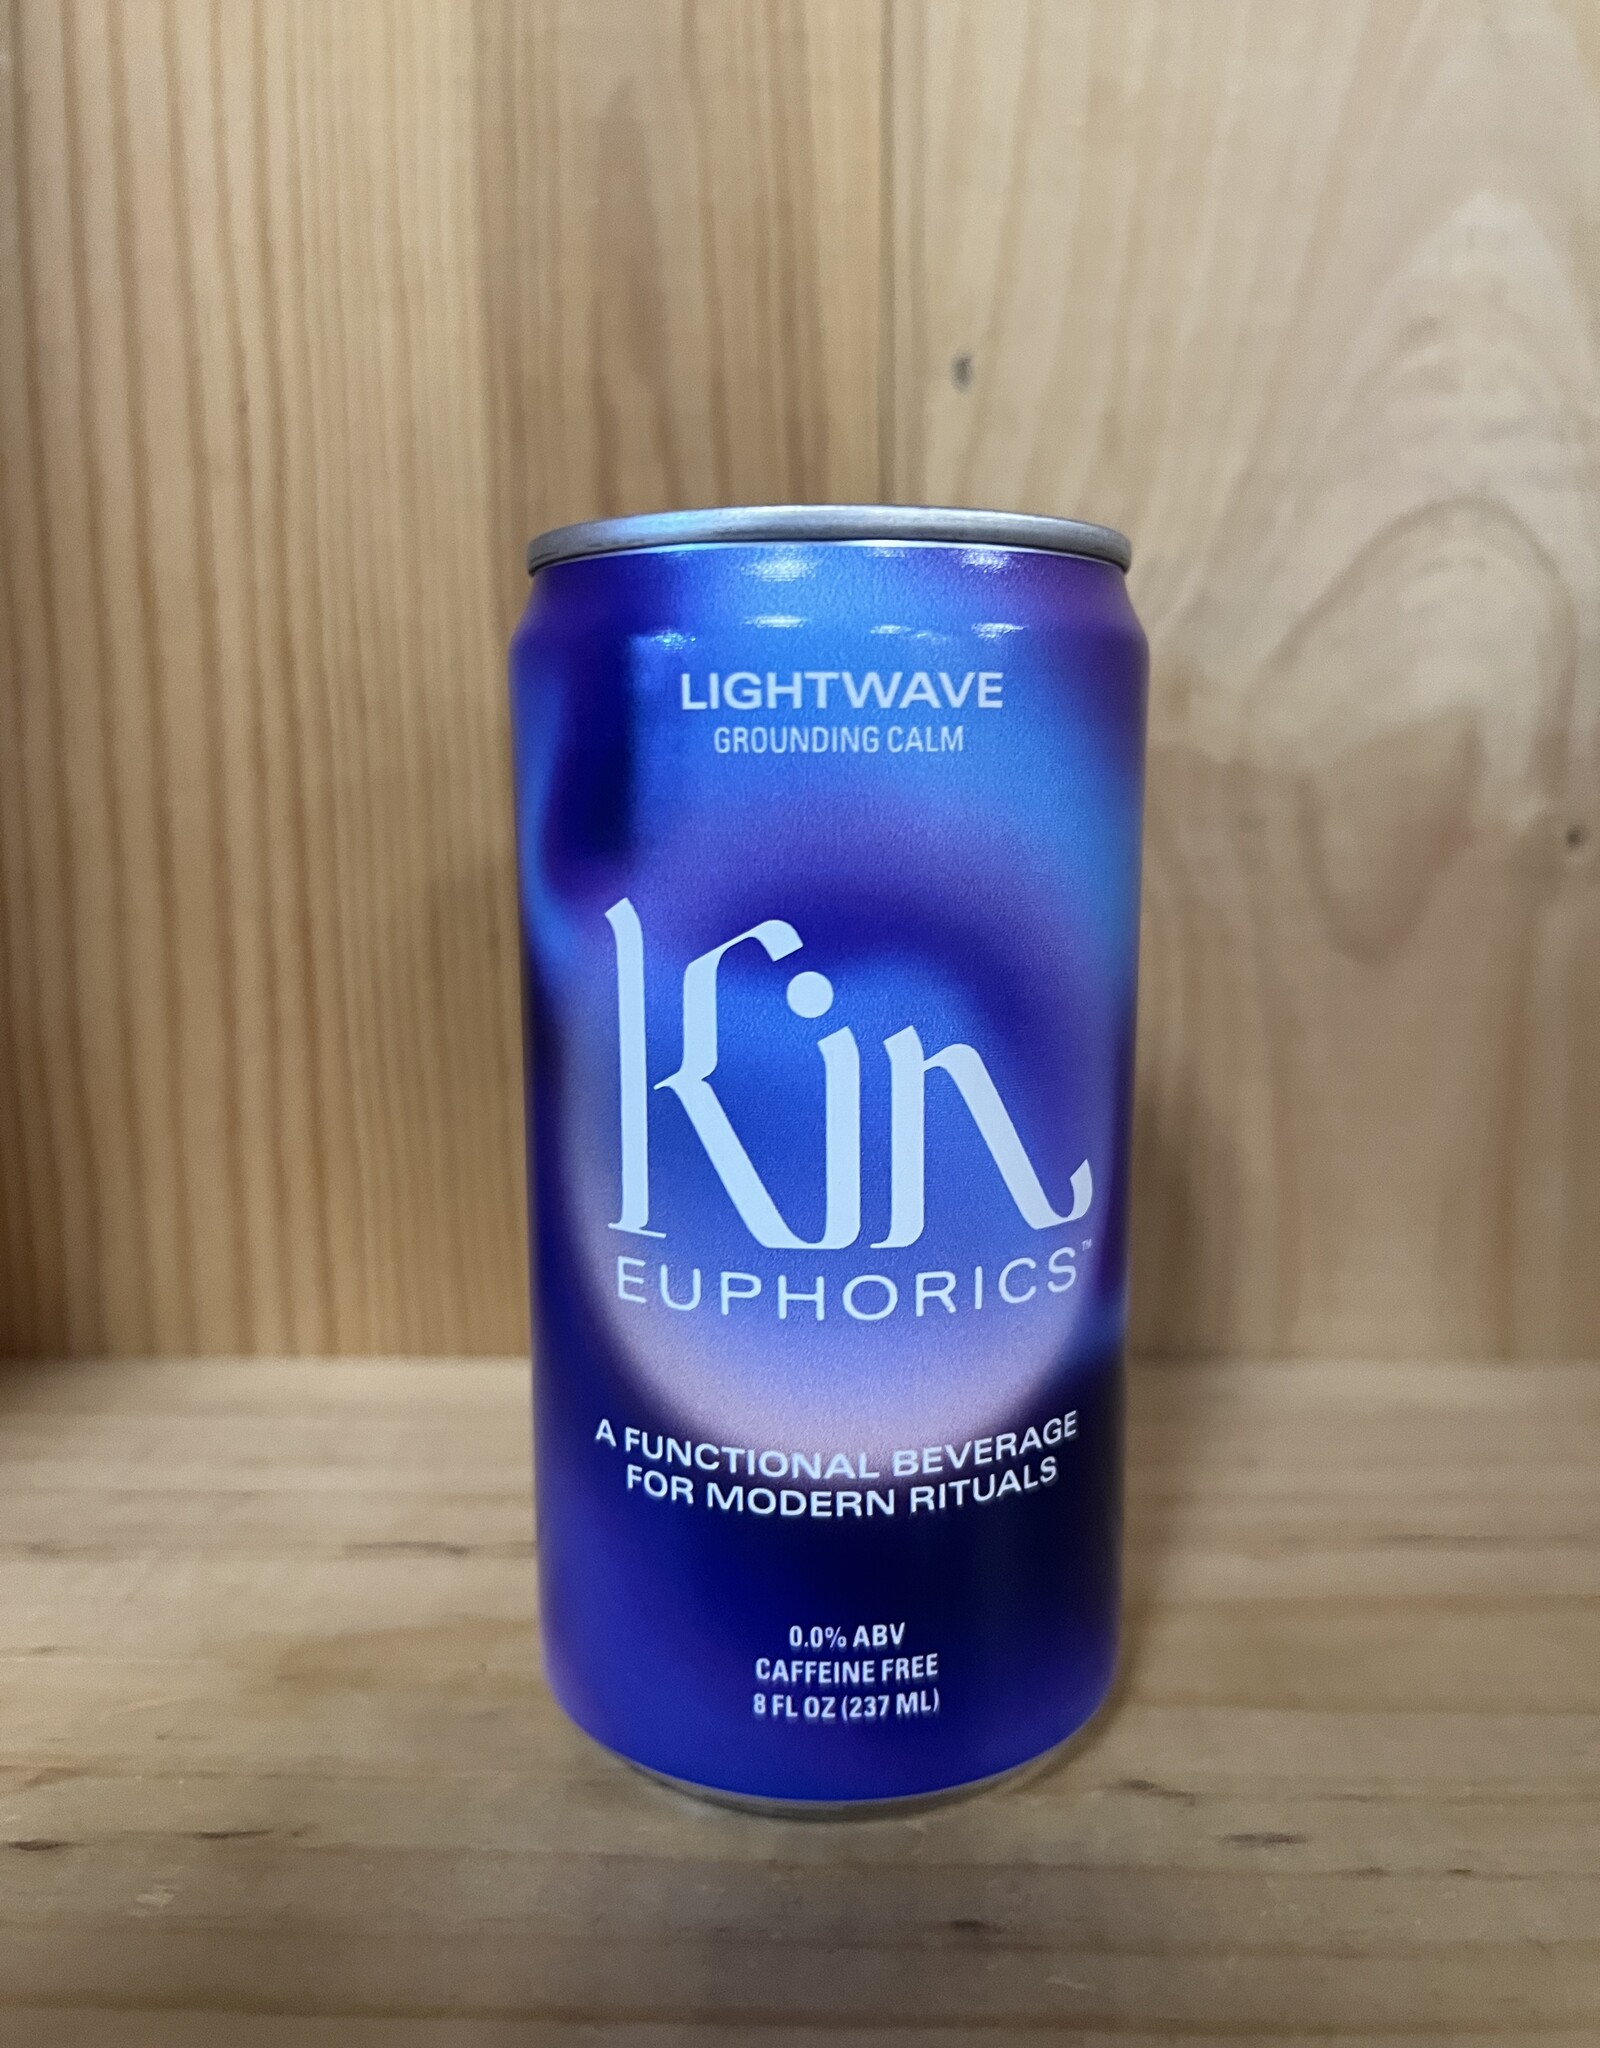 LIGHTWAVE
GROUNDING CALM
Kin
EUPHORICS™
A FUNCTIONAL BEVERAGE
FOR MODERN RITUALS
0.0% ABV
CAFFEINE FREE
8 FL OZ (237 ML)